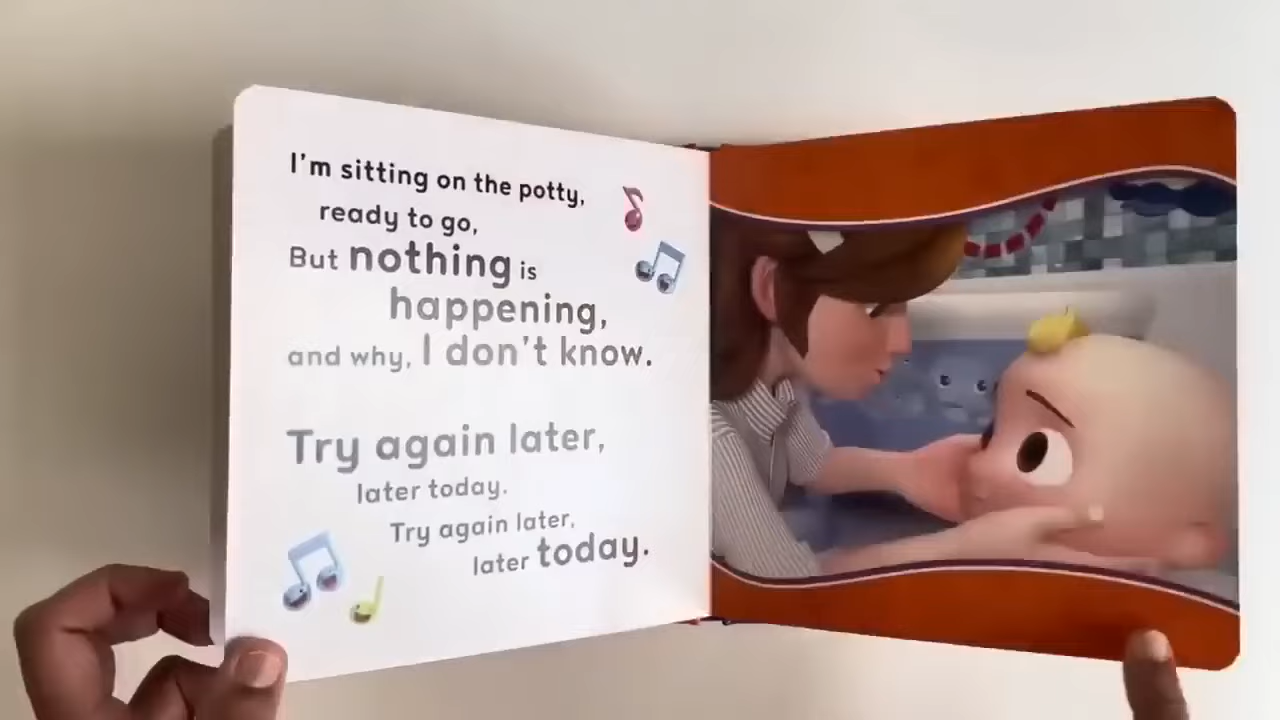 I'm sitting on the potty,
ready to go,
But nothing is
happening,
and why, I don't know.
Try again later,
later today.
Try again later,
later today.